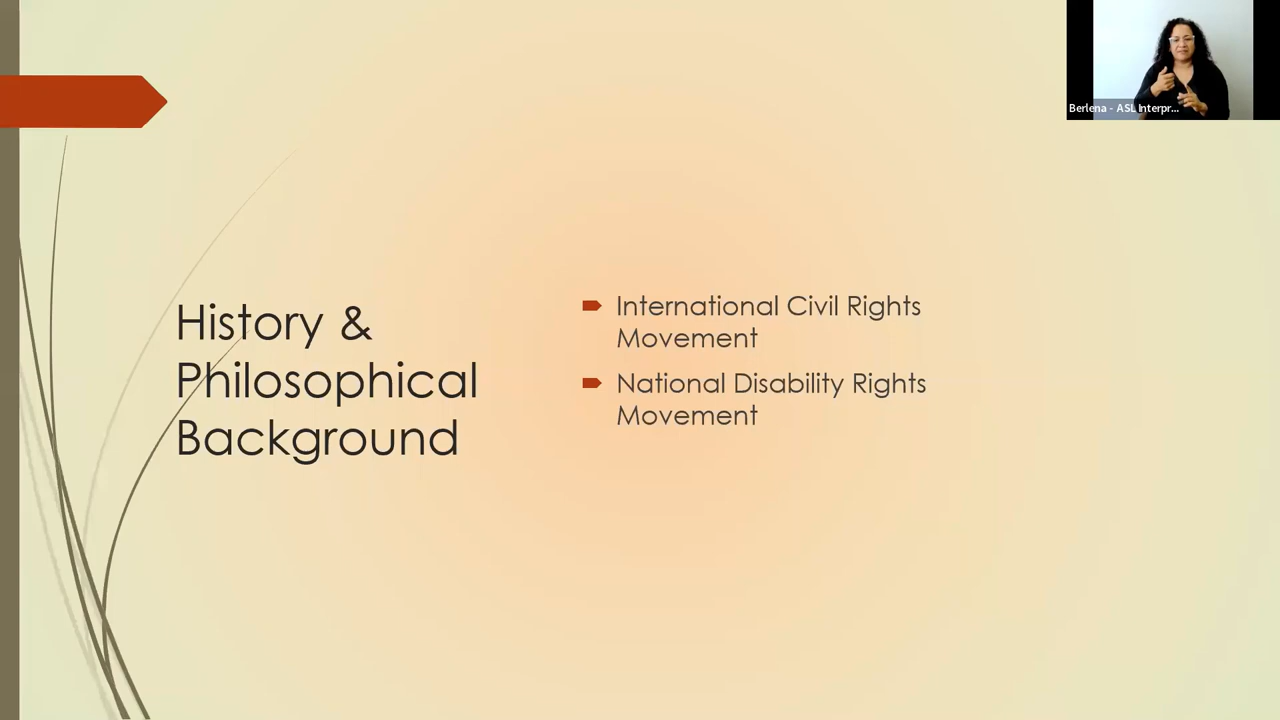 History &
Philosophical
Background
International Civil Rights
Movement
National Disability Rights
Movement
Berlena - ASL Interpr...